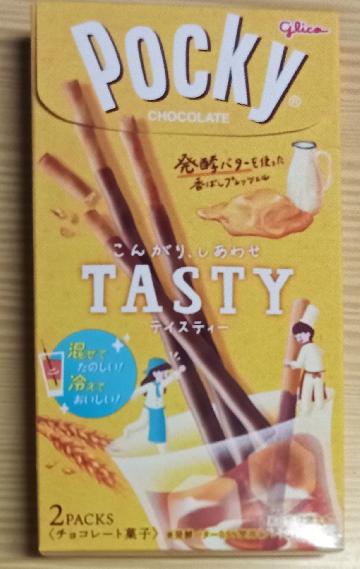 glico
Pocky®
CHOCOLATE
発酵バターを使った
香ばしプレッツェル
こんがり、しあわせ
TASTY
テイスティー
混ぜて
たのしい!
冷えて
おいしい!
2PACKS
〈チョコレート菓子〉